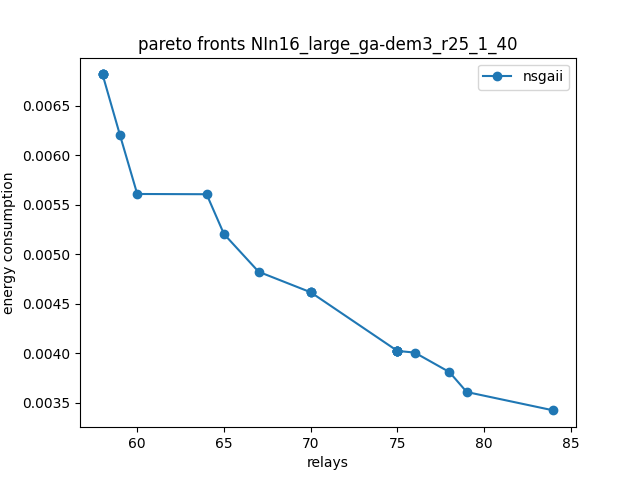 pareto fronts NIn16_large_ga-dem3_r25_1_40
nsgaii
energy consumption
0.0065
0.0060
0.0055
0.0050
0.0045
0.0040
0.0035
60 65 70 75 80 85
relays